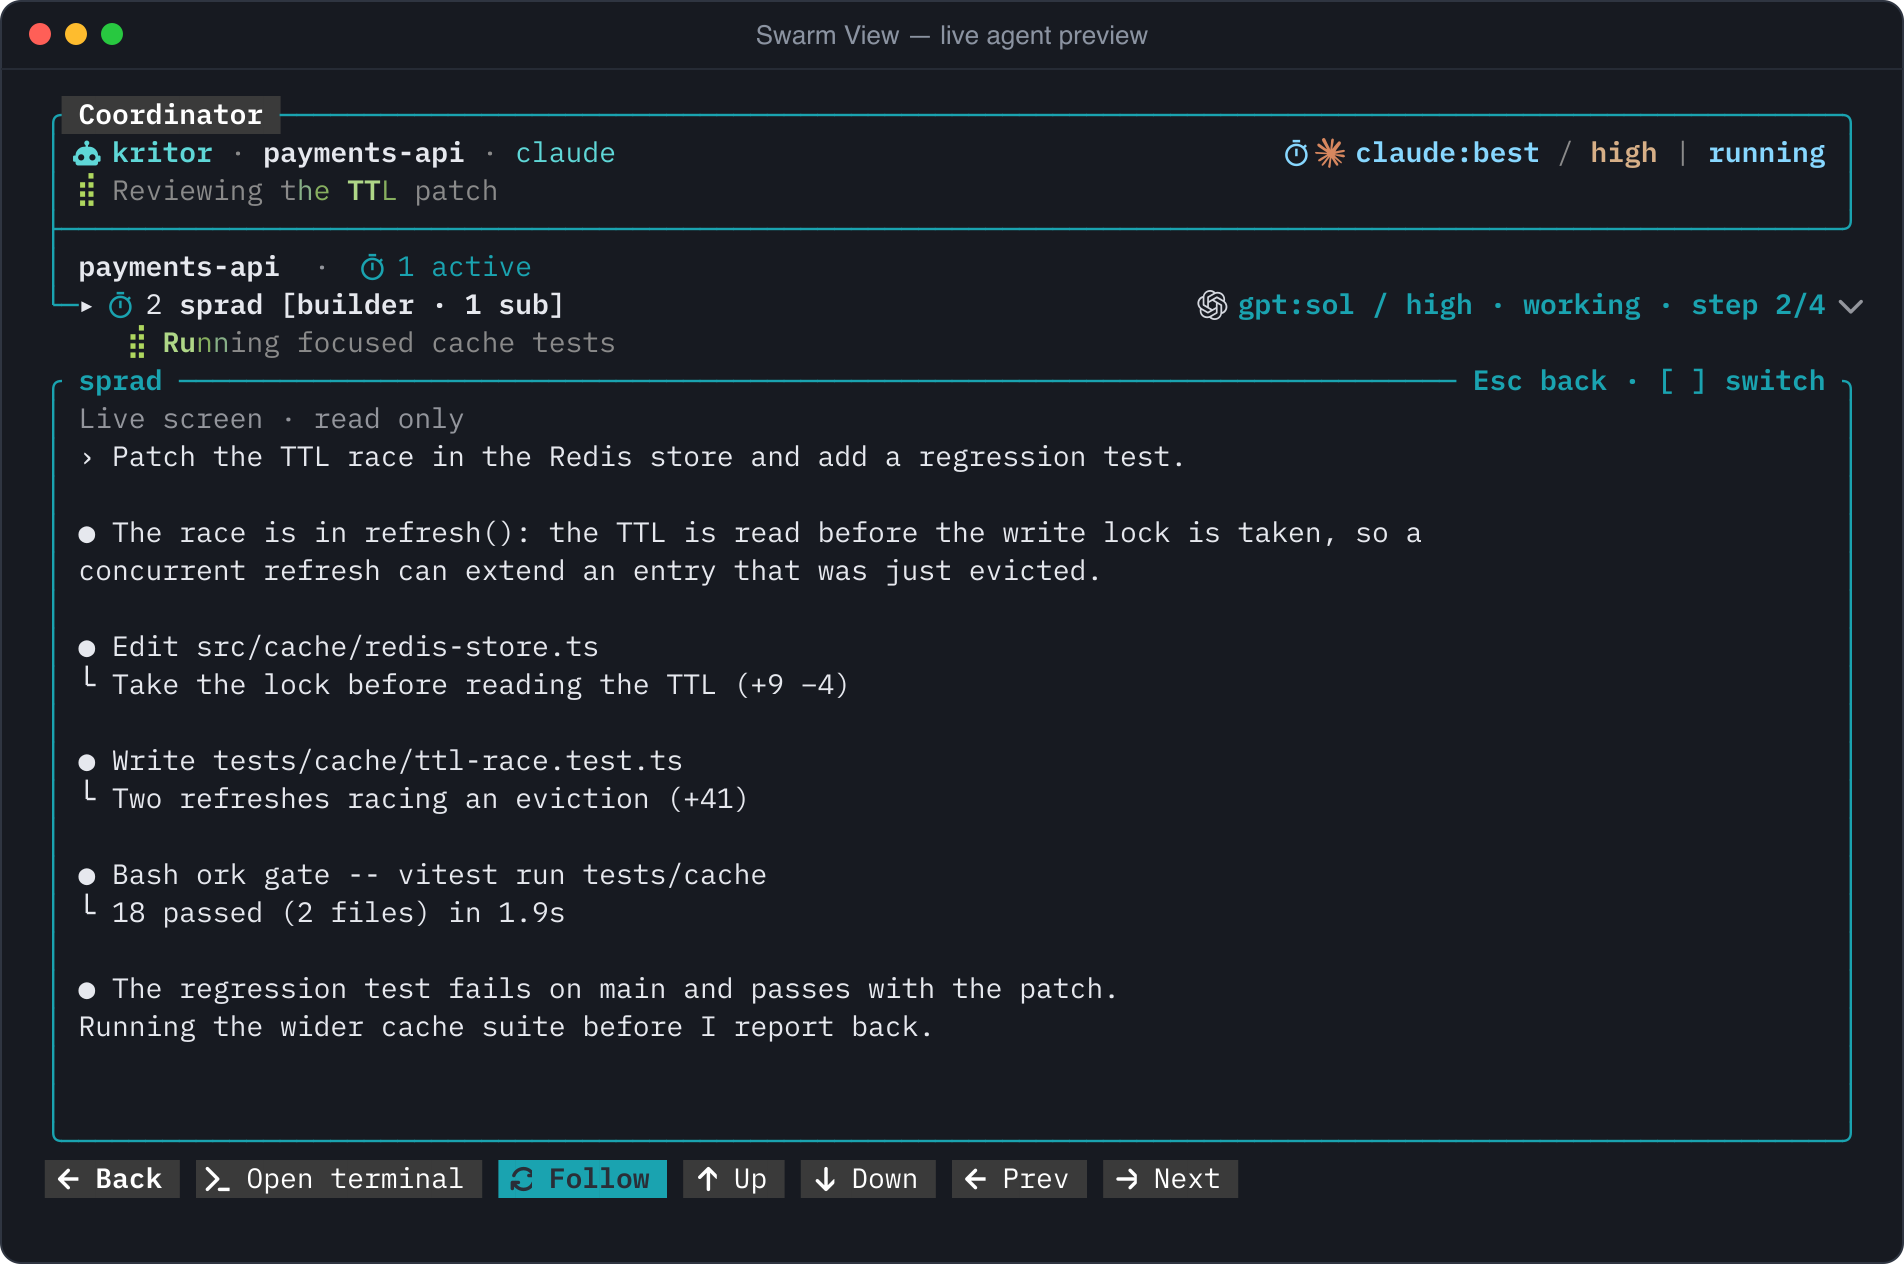 Swarm View — live agent preview
Coordinator
kritor · payments-api · claude
claude:best / high | running
Reviewing the TTL patch
payments-api · 1 active
▸ 2 sprad [builder · 1 sub]
gpt:sol / high · working · step 2/4
Running focused cache tests
sprad
Esc back · [ ] switch
Live screen · read only
› Patch the TTL race in the Redis store and add a regression test.
● The race is in refresh(): the TTL is read before the write lock is taken, so a
concurrent refresh can extend an entry that was just evicted.
● Edit src/cache/redis-store.ts
└ Take the lock before reading the TTL (+9 −4)
● Write tests/cache/ttl-race.test.ts
└ Two refreshes racing an eviction (+41)
● Bash ork gate -- vitest run tests/cache
└ 18 passed (2 files) in 1.9s
● The regression test fails on main and passes with the patch.
Running the wider cache suite before I report back.
← Back
Open terminal
Follow
↑ Up
↓ Down
← Prev
→ Next